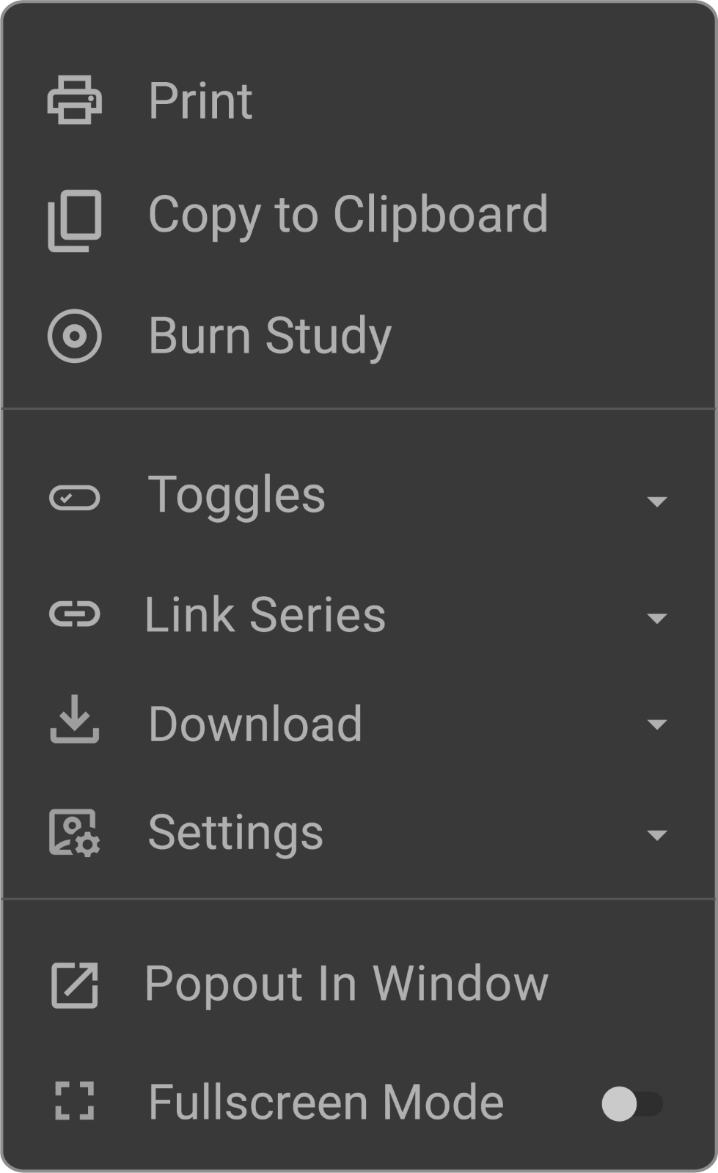 Print
Copy to Clipboard
Burn Study
Toggles
Link Series
Download
Settings
Popout In Window
Fullscreen Mode